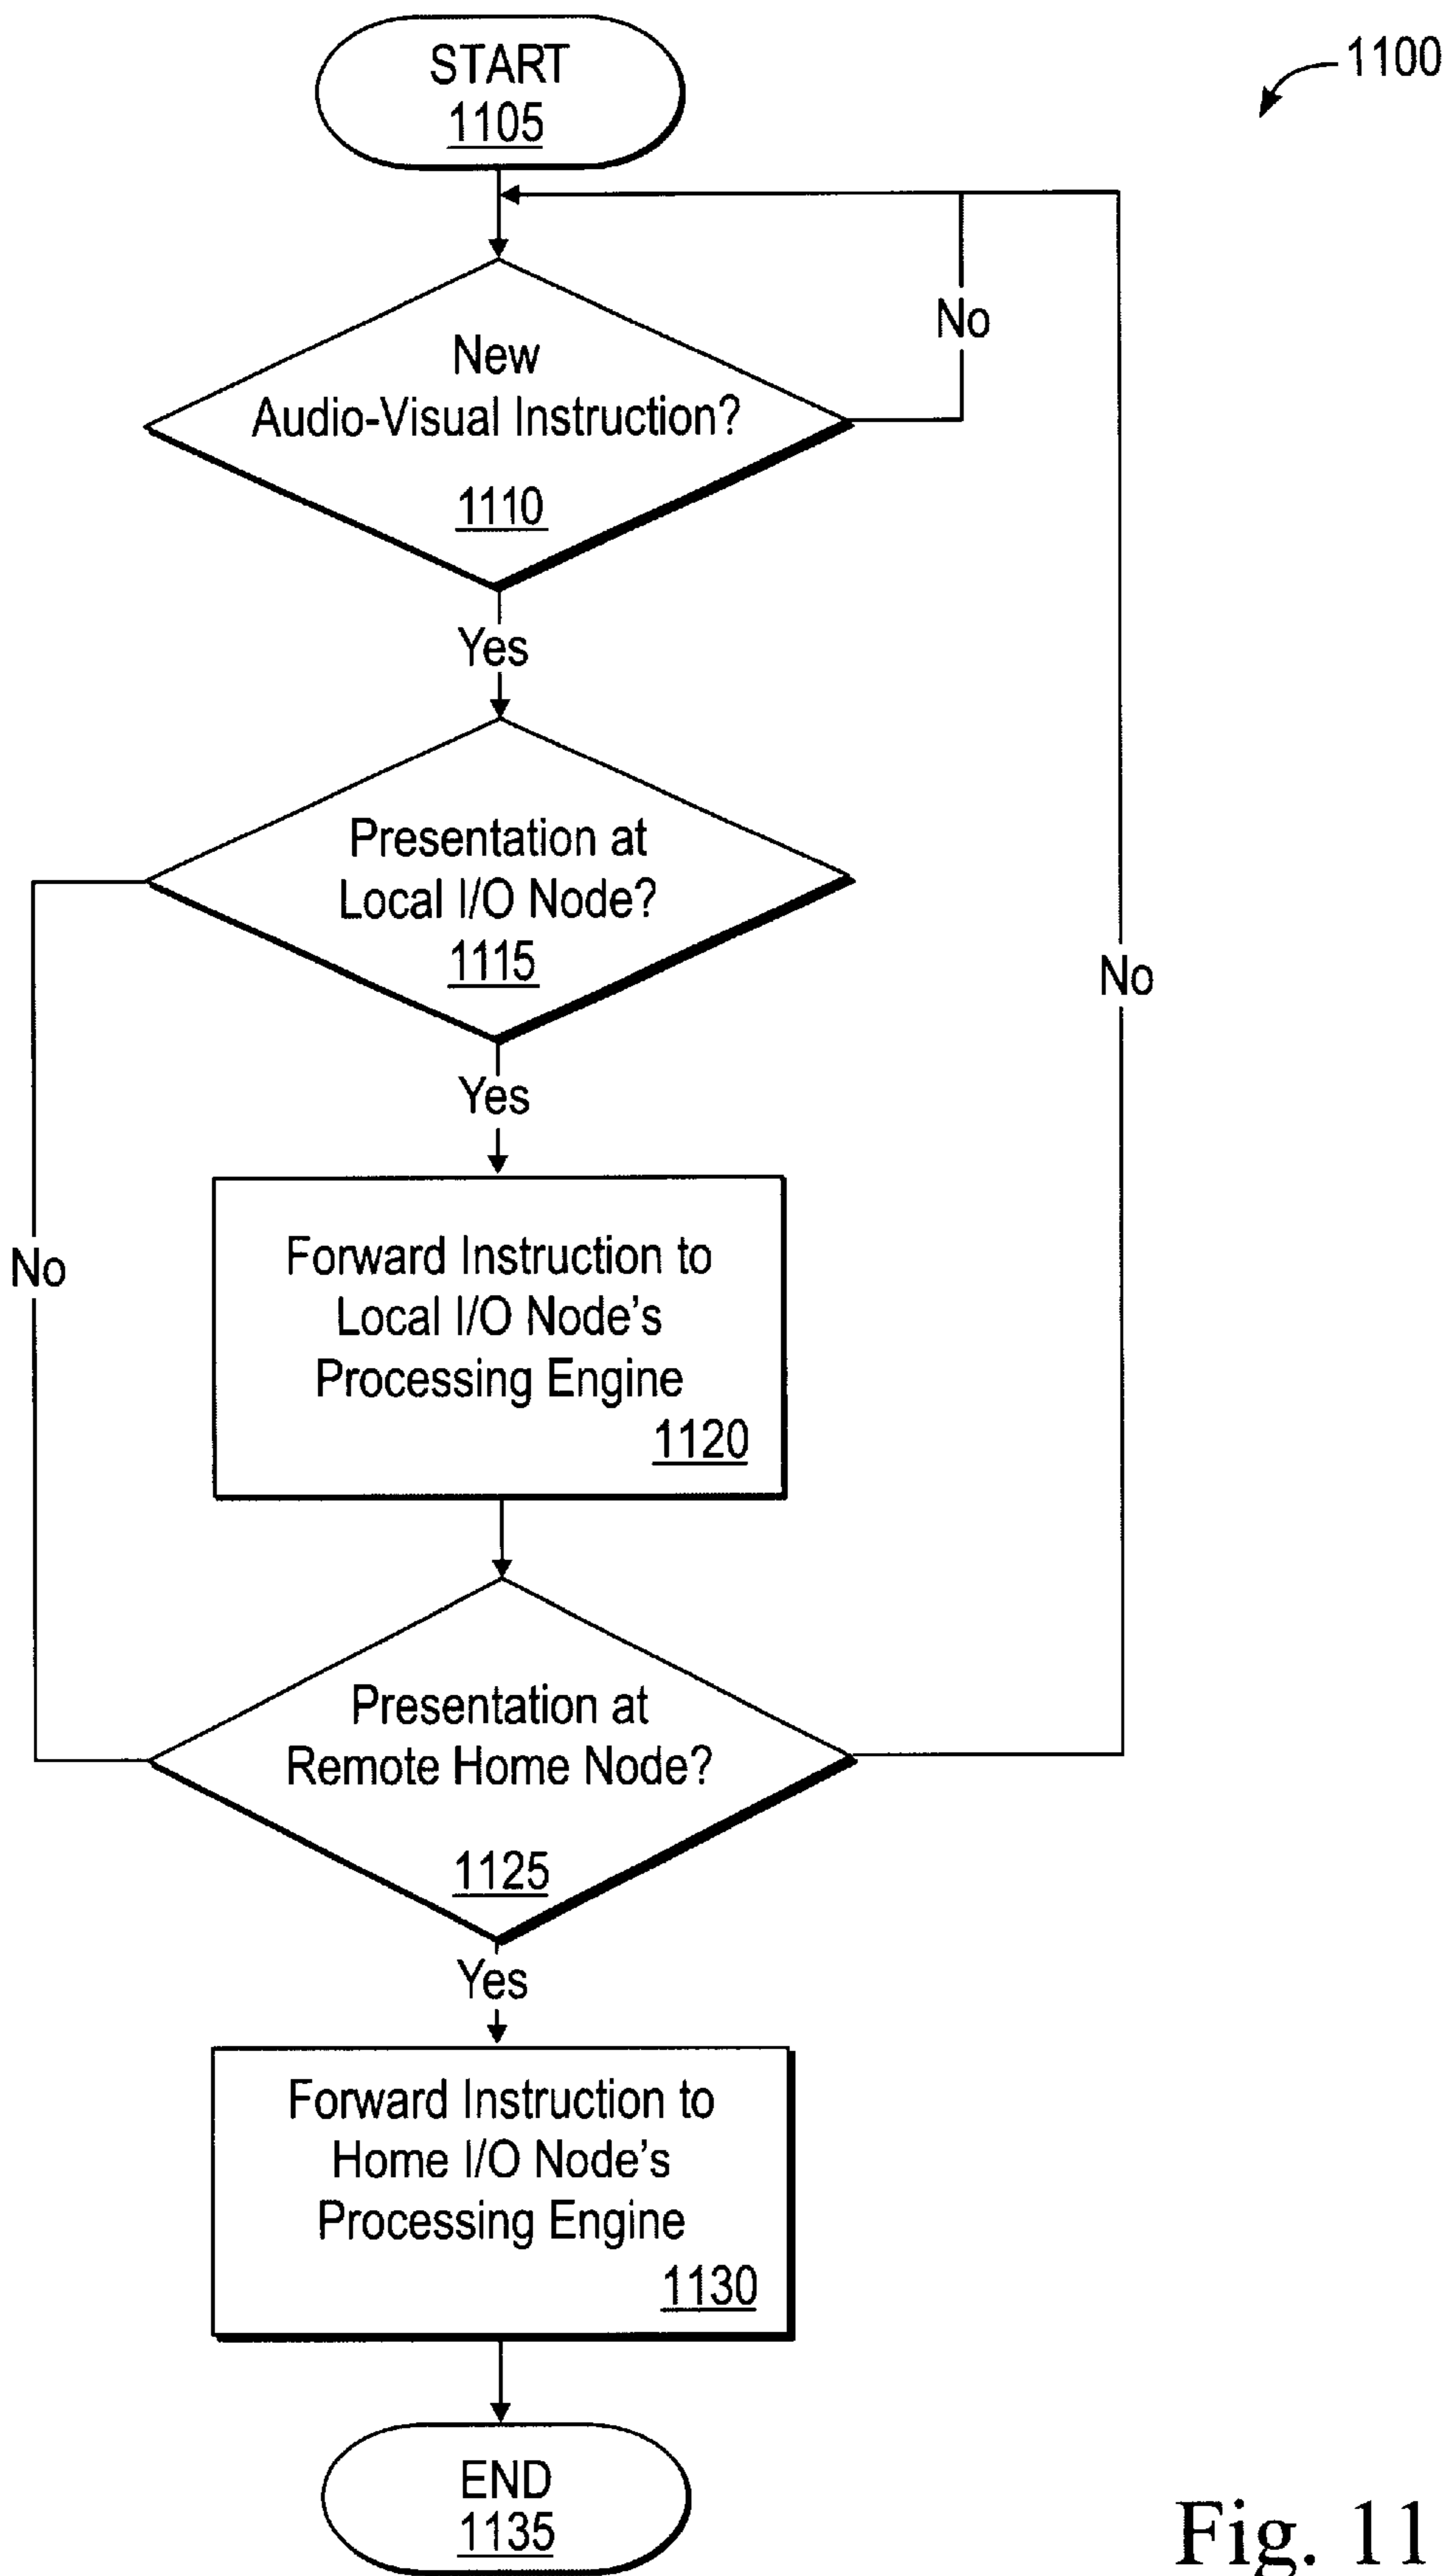 START
1105
1100
No
New
Audio-Visual Instruction?
1110
Yes
Presentation at
Local I/O Node?
1115
No
Yes
No
Forward Instruction to
Local I/O Node's
Processing Engine
1120
Presentation at
Remote Home Node?
1125
Yes
Forward Instruction to
Home I/O Node's
Processing Engine
1130
END
1135
Fig. 11